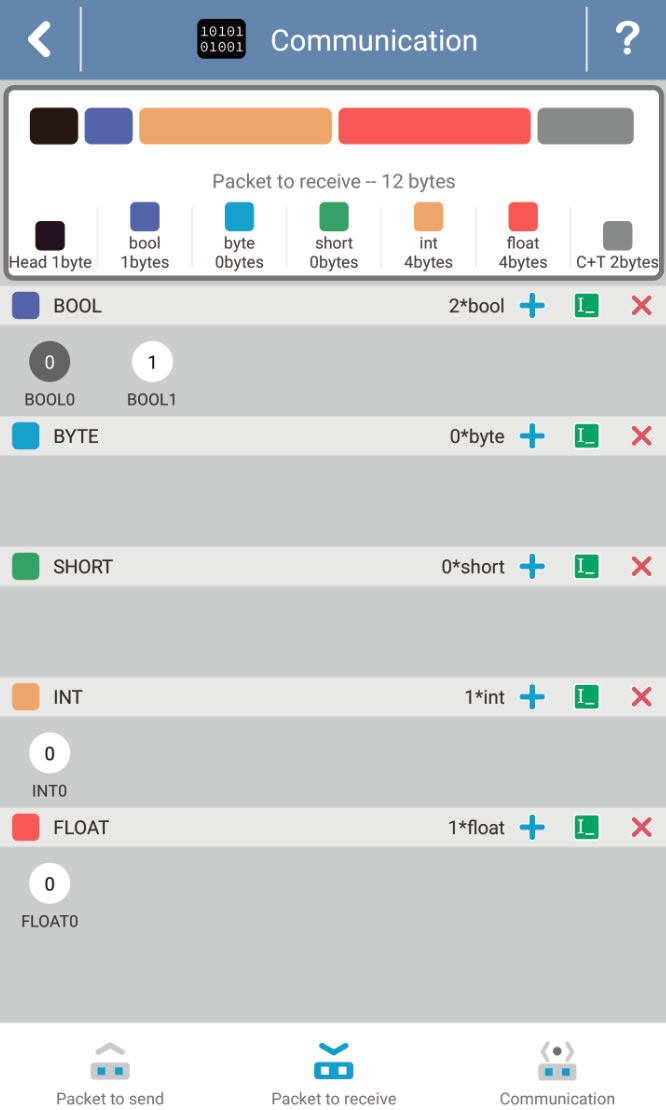 10101
01001
Communication
?
Packet to receive -- 12 bytes
Head 1byte
bool
1bytes
byte
0bytes
short
0bytes
int
4bytes
float
4bytes
C+T 2bytes
BOOL 2*bool
0 1
BOOL0 BOOL1
BYTE 0*byte
SHORT 0*short
INT 1*int
0
INT0
FLOAT 1*float
0
FLOAT0
Packet to send Packet to receive Communication